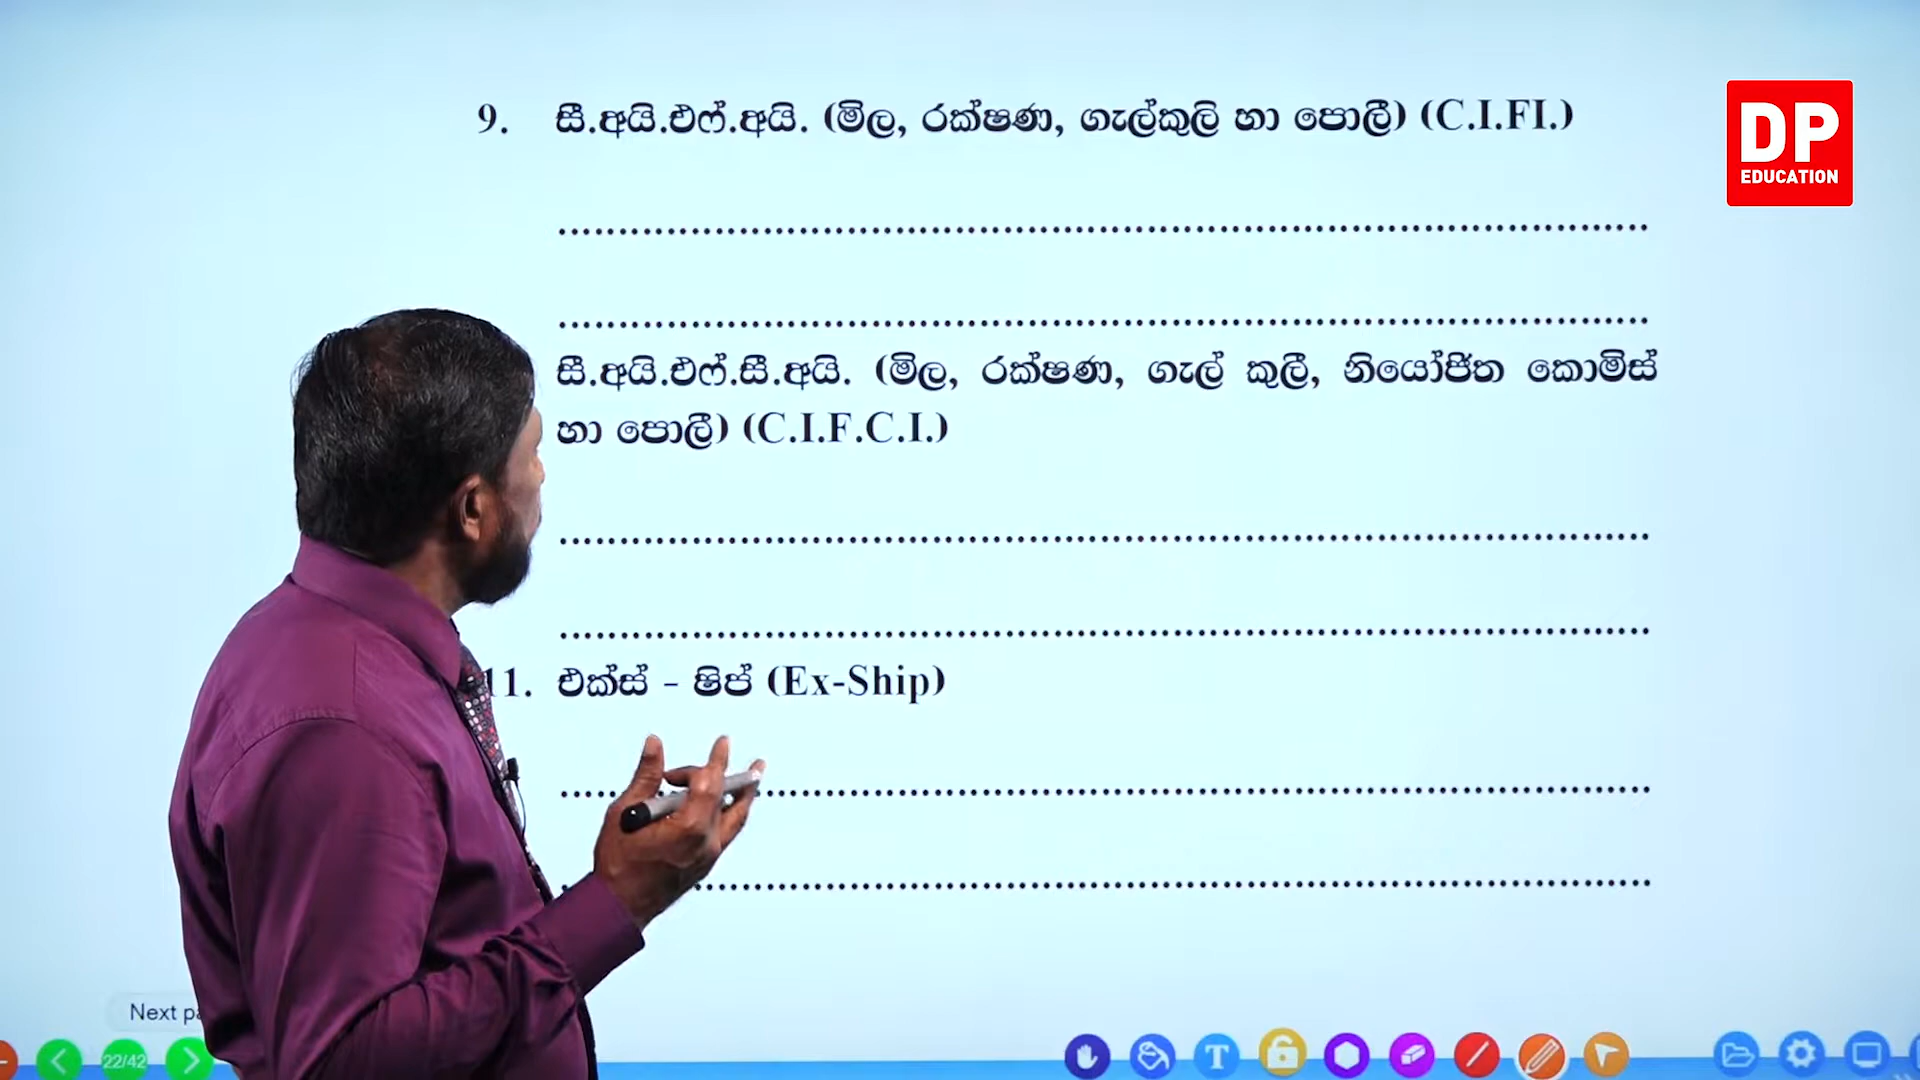 9. සී.අයි.එෆ්.අයි. (මිල, රක්ෂණ, ගැල්කුලි හා පොලී) (C.I.FI.)
DP
EDUCATION
සී.අයි.එෆ්.සී.අයි. (මිල, රක්ෂණ, ගැල් කුලී, නියෝජිත කොමිස්
හා පොලී) (C.I.F.C.I.)
11. එක්ස් - ෂිප් (Ex-Ship)
Next
22/42
T